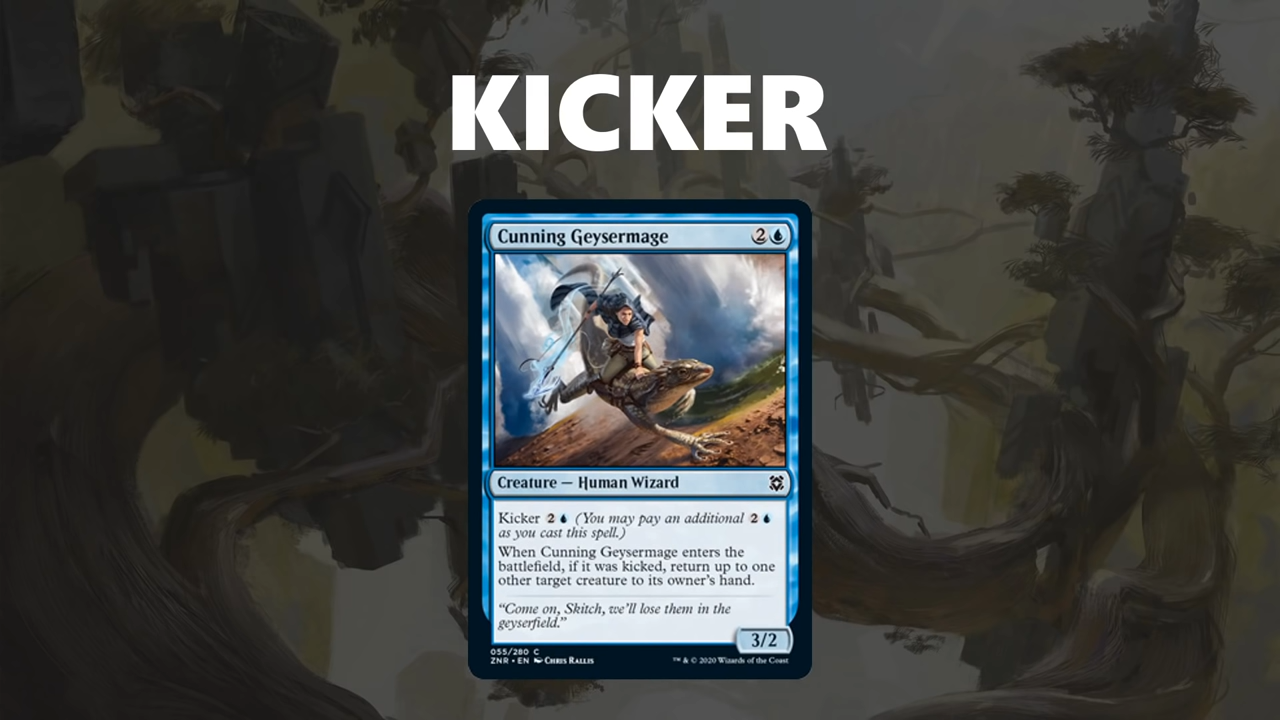 KICKER
Cunning Geysermage 2
Creature — Human Wizard
Kicker 2 (You may pay an additional 2
as you cast this spell.)
When Cunning Geysermage enters the
battlefield, if it was kicked, return up to one
other target creature to its owner's hand.
"Come on, Skitch, we'll lose them in the
geyserfield."
3/2
055/280 C
ZNR • EN Chris Rallis
™ & © 2020 Wizards of the Coast